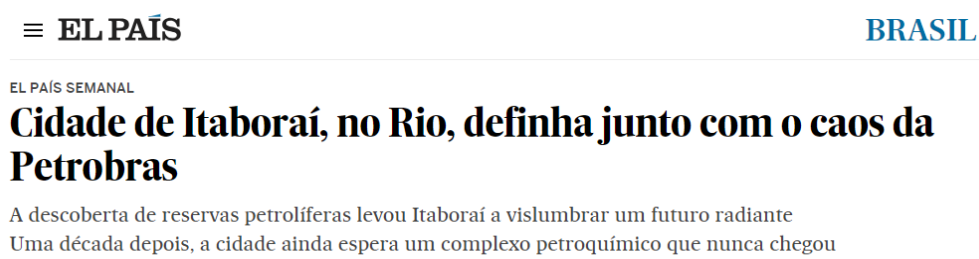 EL PAÍS
BRASIL
EL PAÍS SEMANAL
Cidade de Itaboraí, no Rio, definha junto com o caos da
Petrobras
A descoberta de reservas petrolíferas levou Itaboraí a vislumbrar um futuro radiante
Uma década depois, a cidade ainda espera um complexo petroquímico que nunca chegou